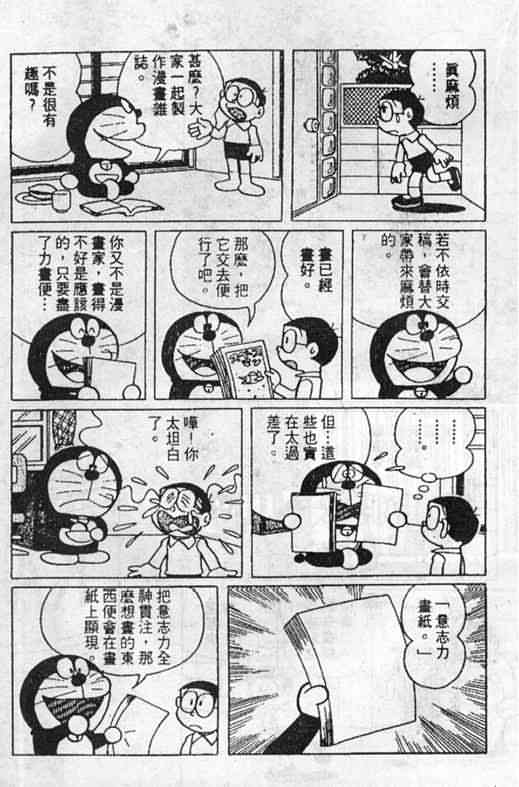 眞麻煩
……
甚麼？大
家一起製
作漫畫雜
誌。
不是很有
趣嗎？
若不依時交
稿，會替大
家帶來麻煩
的。
畫已經
畫好。
那麼，把
它交去便
行了吧。
你又不是漫
畫家，畫得
不好是應該
的，只要盡
了力畫便…
……
……
但…這
些也實
在太過
差了。
嘩！你
太坦白
了。
「意志力
畫紙。」
把意志力全
神貫注，那
麼想畫的東
西便會在畫
紙上顯現。